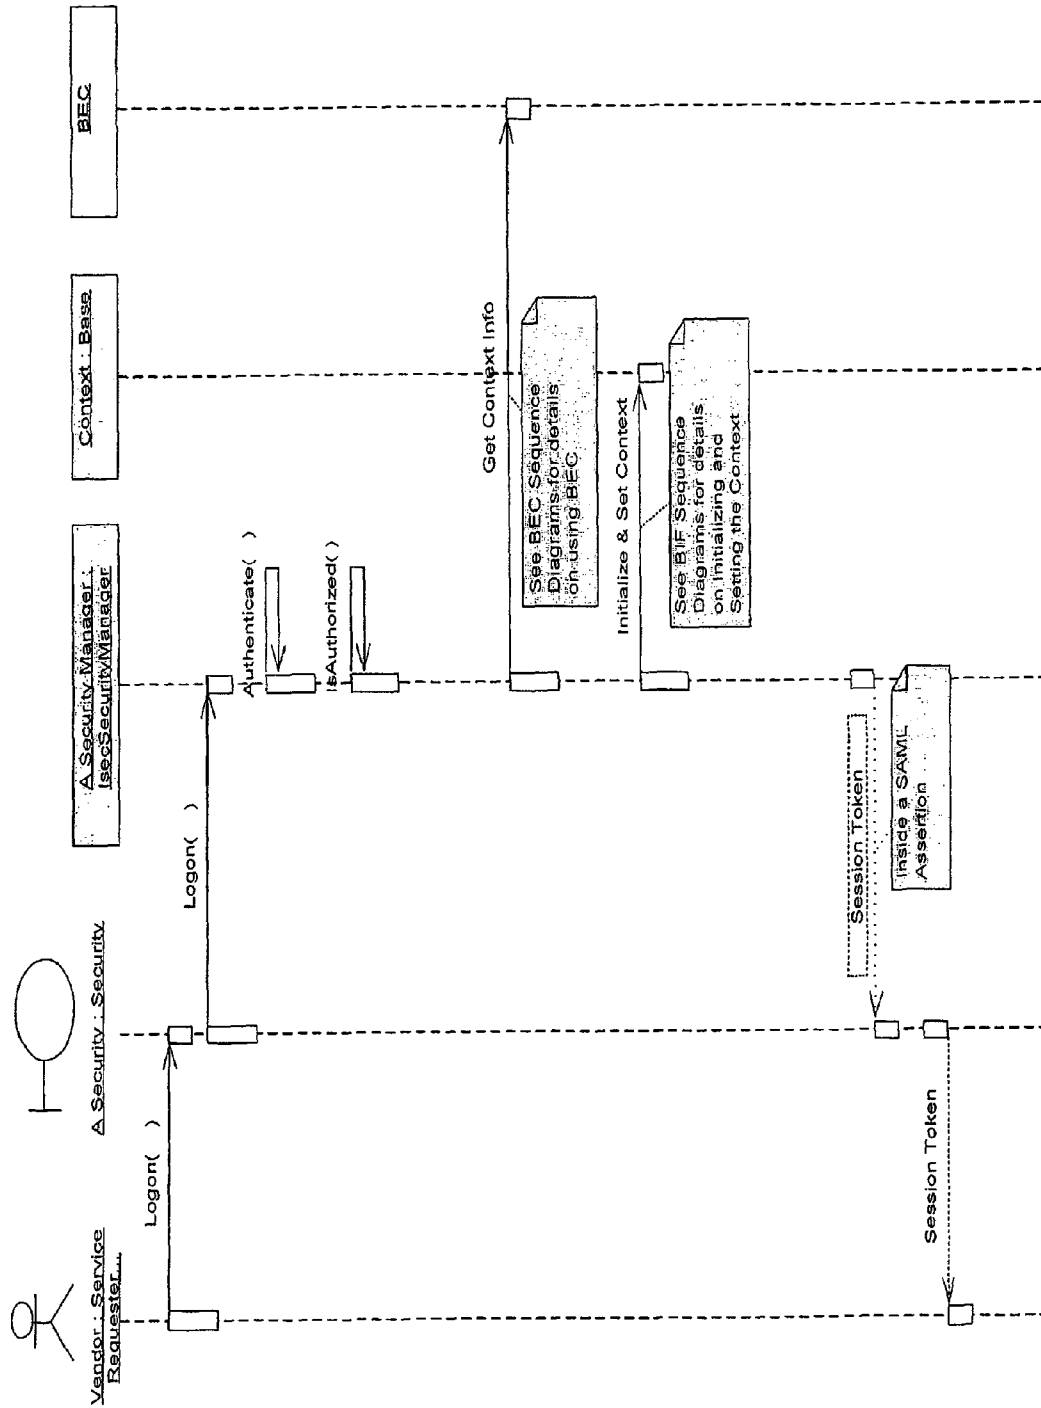 Vendor : Service
Requester...
A Security : Security
A Security Manager :
IsecSecurityManager
Context : Base
BEC
Logon( )
Logon( )
Authenticate( )
IsAuthorized( )
Get Context Info
See BEC Sequence
Diagrams for details
on using BEC
Initialize & Set Context
See BIF Sequence
Diagrams for details
on Initializing and
Setting the Context
Session Token
Inside a SAML
Assertion
Session Token